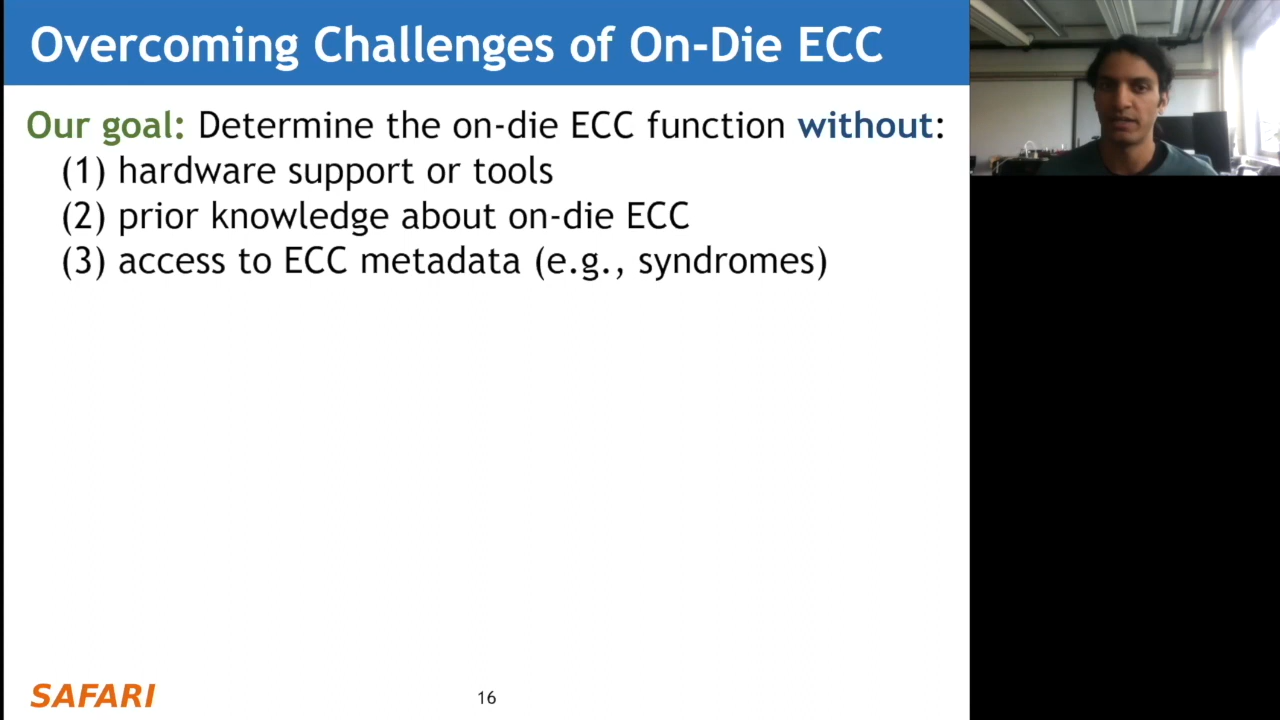 Overcoming Challenges of On-Die ECC
Our goal: Determine the on-die ECC function without:
(1) hardware support or tools
(2) prior knowledge about on-die ECC
(3) access to ECC metadata (e.g., syndromes)
SAFARI
16